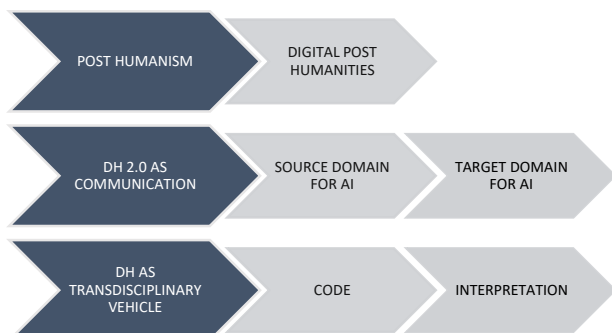 POST HUMANISM
DIGITAL POST
HUMANITIES
DH 2.0 AS
COMMUNICATION
SOURCE DOMAIN
FOR AI
TARGET DOMAIN
FOR AI
DH AS
TRANSDISCIPLINARY
VEHICLE
CODE
INTERPRETATION